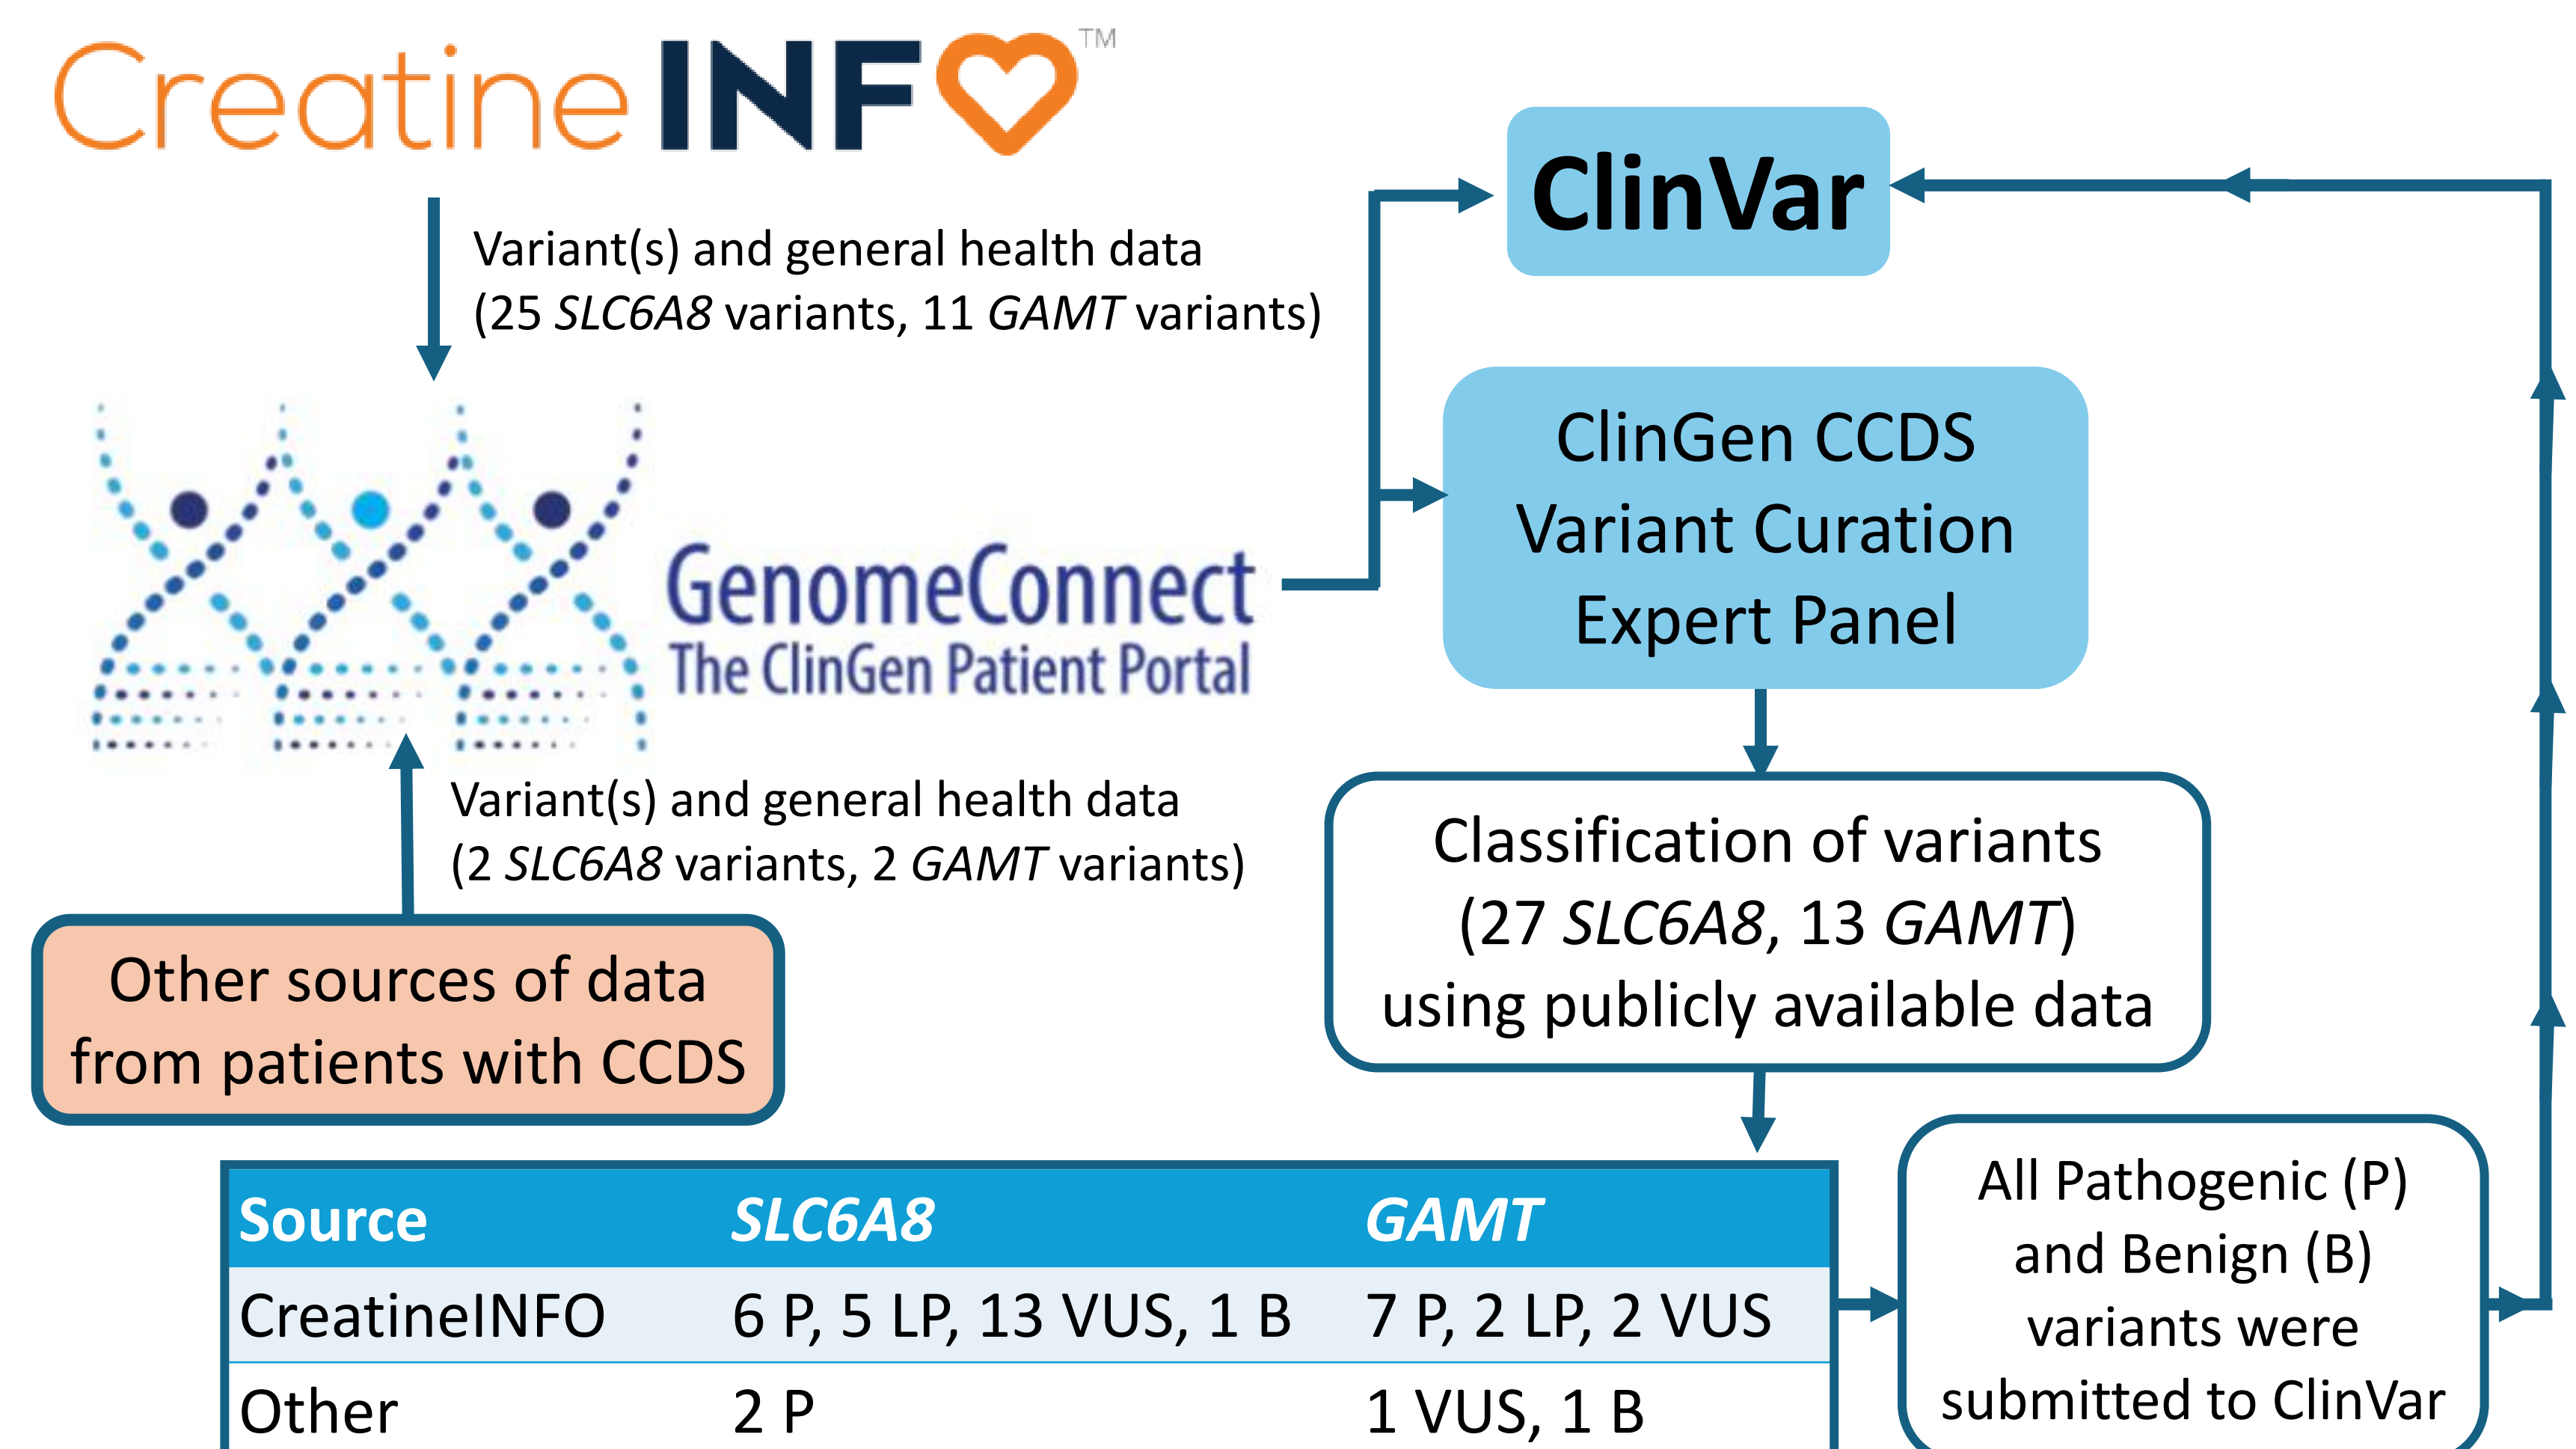 Creatine INFO™
Variant(s) and general health data
(25 SLC6A8 variants, 11 GAMT variants)
GenomeConnect
The ClinGen Patient Portal
Variant(s) and general health data
(2 SLC6A8 variants, 2 GAMT variants)
Other sources of data
from patients with CCDS
ClinVar
ClinGen CCDS
Variant Curation
Expert Panel
Classification of variants
(27 SLC6A8, 13 GAMT)
using publicly available data
Source SLC6A8 GAMT
CreatineINFO 6 P, 5 LP, 13 VUS, 1 B 7 P, 2 LP, 2 VUS
Other 2 P 1 VUS, 1 B
All Pathogenic (P)
and Benign (B)
variants were
submitted to ClinVar